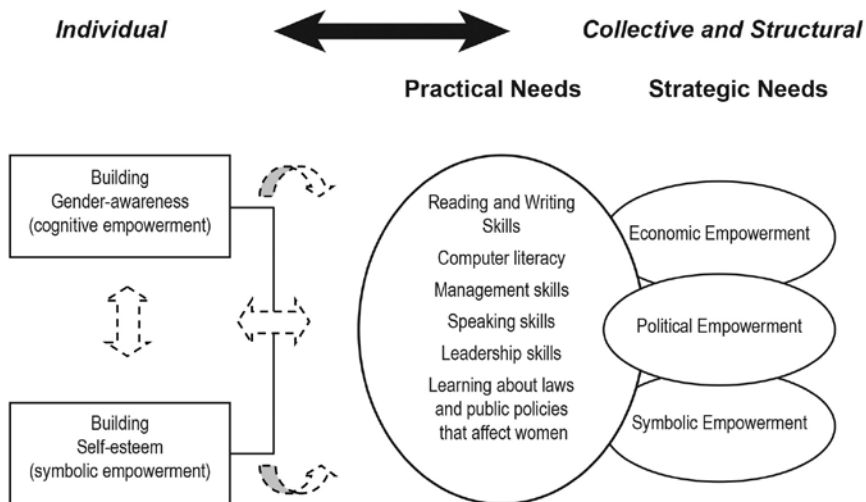 Individual
Collective and Structural
Practical Needs
Strategic Needs
Building
Gender-awareness
(cognitive empowerment)
Building
Self-esteem
(symbolic empowerment)
Reading and Writing
Skills
Computer literacy
Management skills
Speaking skills
Leadership skills
Learning about laws
and public policies
that affect women
Economic Empowerment
Political Empowerment
Symbolic Empowerment